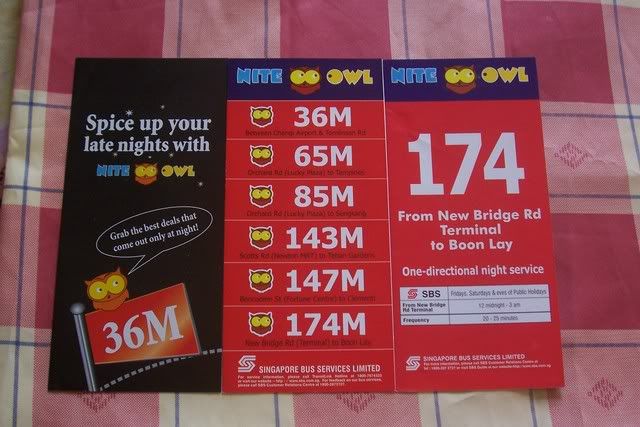 Spice up your
late nights with
NITE OWL
Grab the best deals that
come out only at night!
36M
NITE OWL
36M
Between Changi Airport & Tomlinson Rd
65M
Orchard Rd (Lucky Plaza) to Tampines
85M
Orchard Rd (Lucky Plaza) to Sengkang
143M
Scotts Rd (Newton MRT) to Teban Gardens
147M
Bencoolen St (Fortune Centre) to Clementi
174M
New Bridge Rd (Terminal) to Boon Lay
SINGAPORE BUS SERVICES LIMITED
NITE OWL
174
From New Bridge Rd
Terminal
to Boon Lay
One-directional night service
SBS Fridays, Saturdays & eves of Public Holidays
From New Bridge
Rd Terminal 12 midnight - 3 am
Frequency 20 - 25 minutes
SINGAPORE BUS SERVICES LIMITED